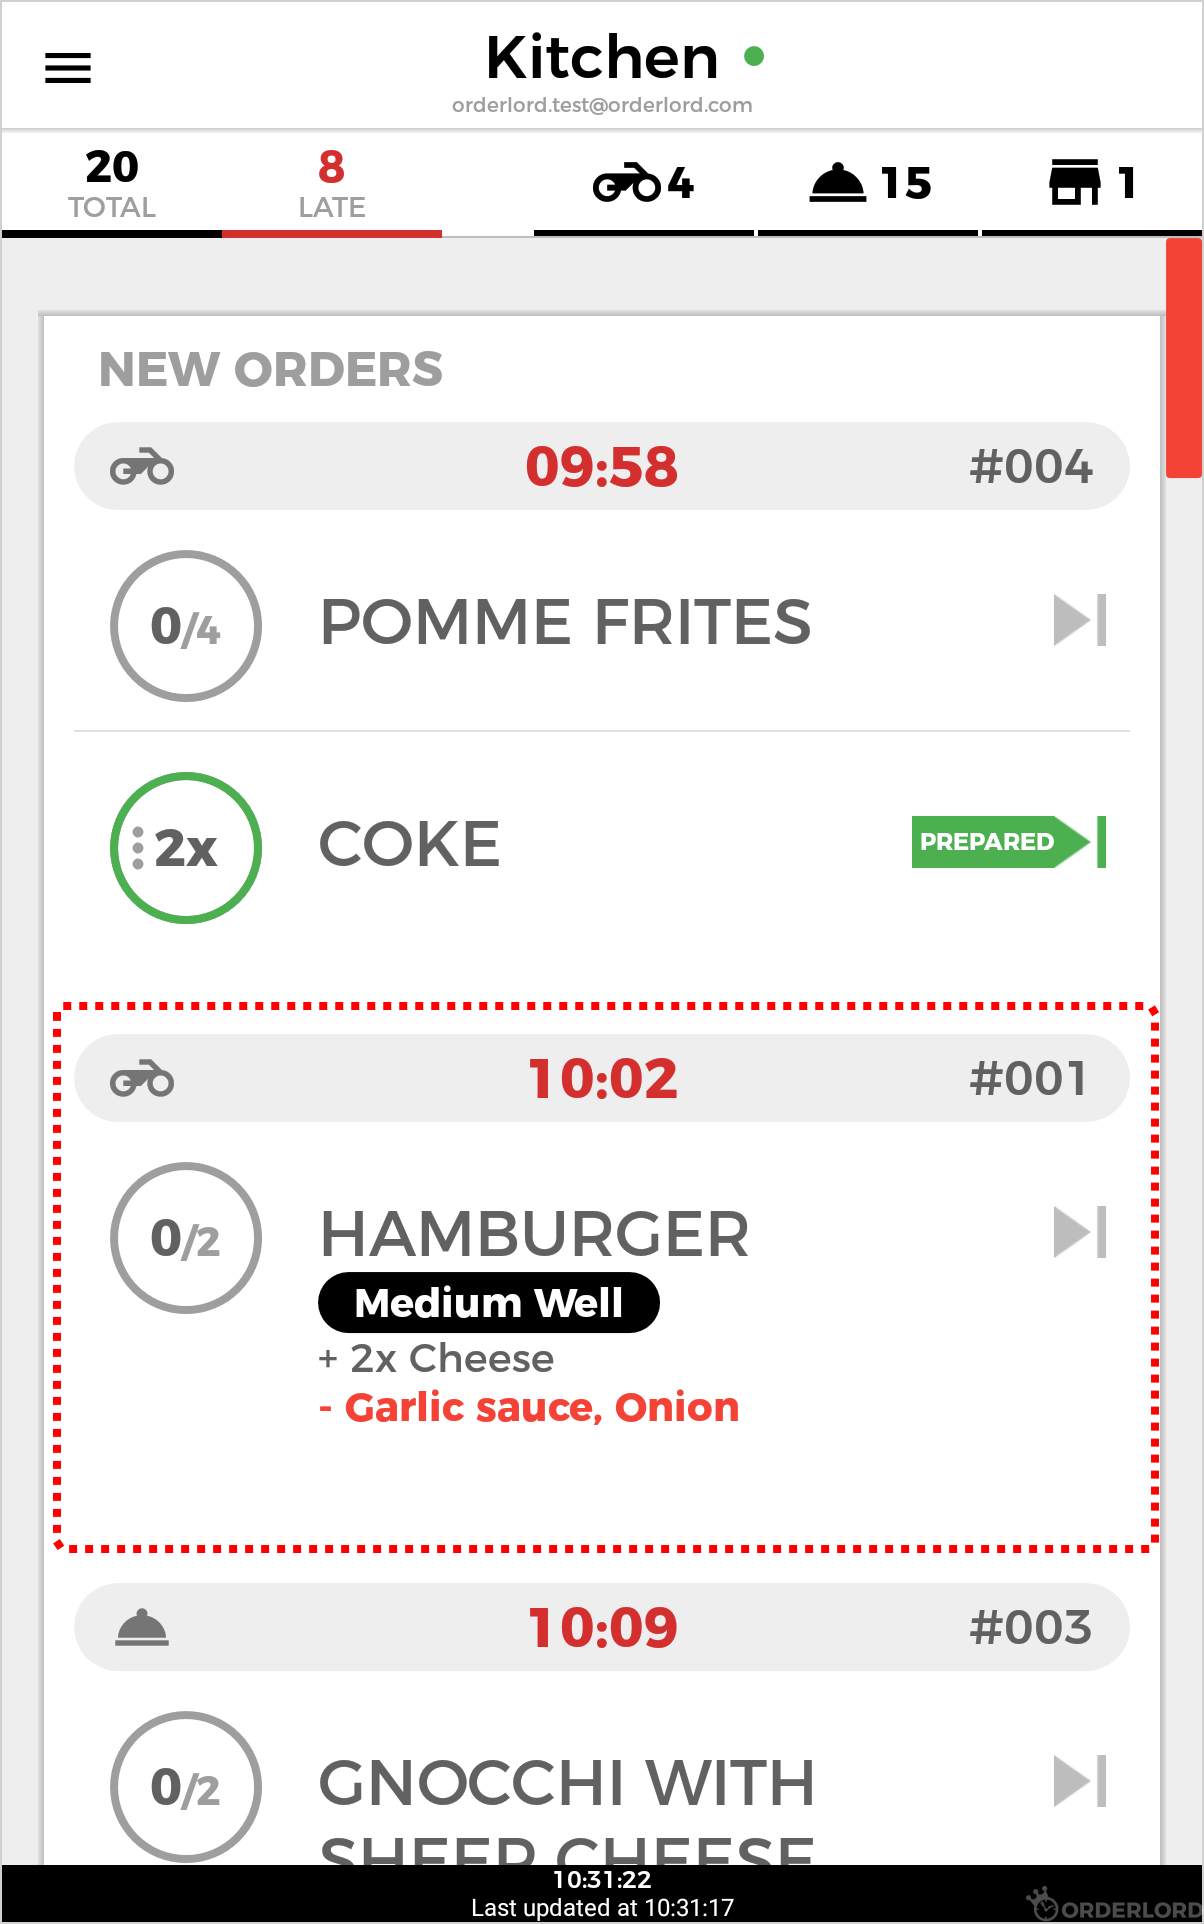 Kitchen
orderlord.test@orderlord.com
20 8 4 15 1
TOTAL LATE
NEW ORDERS
09:58 #004
0/4 POMME FRITES
2x COKE PREPARED
10:02 #001
0/2 HAMBURGER
Medium Well
+ 2x Cheese
- Garlic sauce, Onion
10:09 #003
0/2 GNOCCHI WITH
SHEEP CHEESE
10:31:22
Last updated at 10:31:17
ORDERLORD